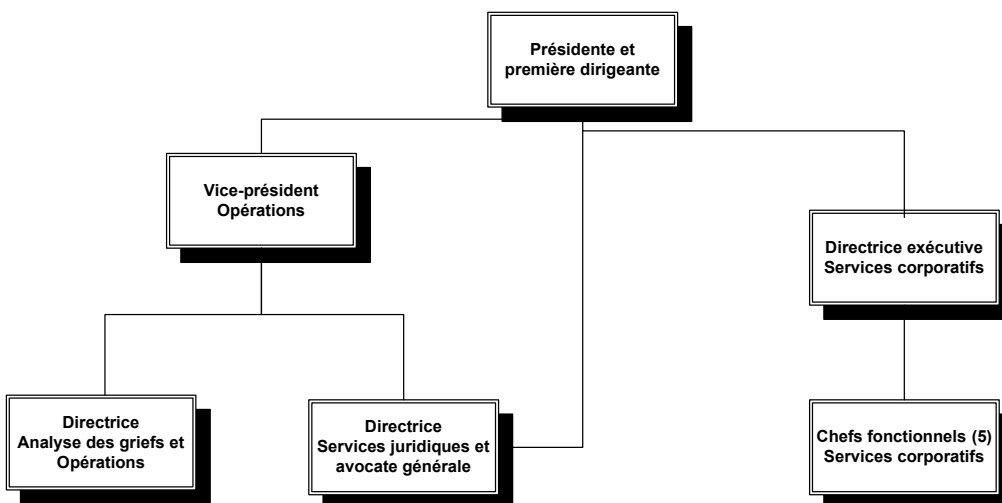 Présidente et
première dirigeante
Vice-président
Opérations
Directrice exécutive
Services corporatifs
Directrice
Analyse des griefs et
Opérations
Directrice
Services juridiques et
avocate générale
Chefs fonctionnels (5)
Services corporatifs